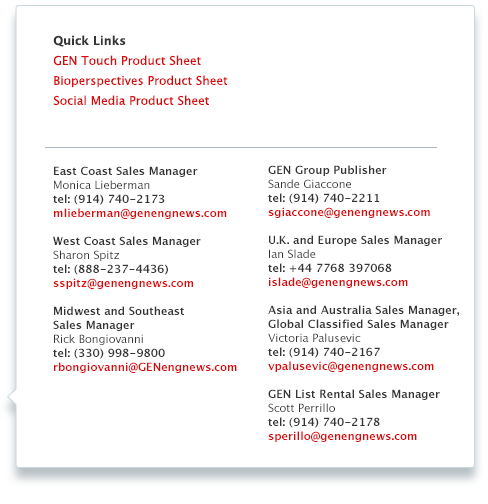 Quick Links
GEN Touch Product Sheet
Bioperspectives Product Sheet
Social Media Product Sheet
East Coast Sales Manager
Monica Lieberman
tel: (914) 740-2173
mlieberman@genengnews.com
West Coast Sales Manager
Sharon Spitz
tel: (888-237-4436)
sspitz@genengnews.com
Midwest and Southeast
Sales Manager
Rick Bongiovanni
tel: (330) 998-9800
rbongiovanni@GENengnews.com
GEN Group Publisher
Sande Giaccone
tel: (914) 740-2211
sgiaccone@genengnews.com
U.K. and Europe Sales Manager
Ian Slade
tel: +44 7768 397068
islade@genengnews.com
Asia and Australia Sales Manager,
Global Classified Sales Manager
Victoria Palusevic
tel: (914) 740-2167
vpalusevic@genengnews.com
GEN List Rental Sales Manager
Scott Perrillo
tel: (914) 740-2178
sperillo@genengnews.com